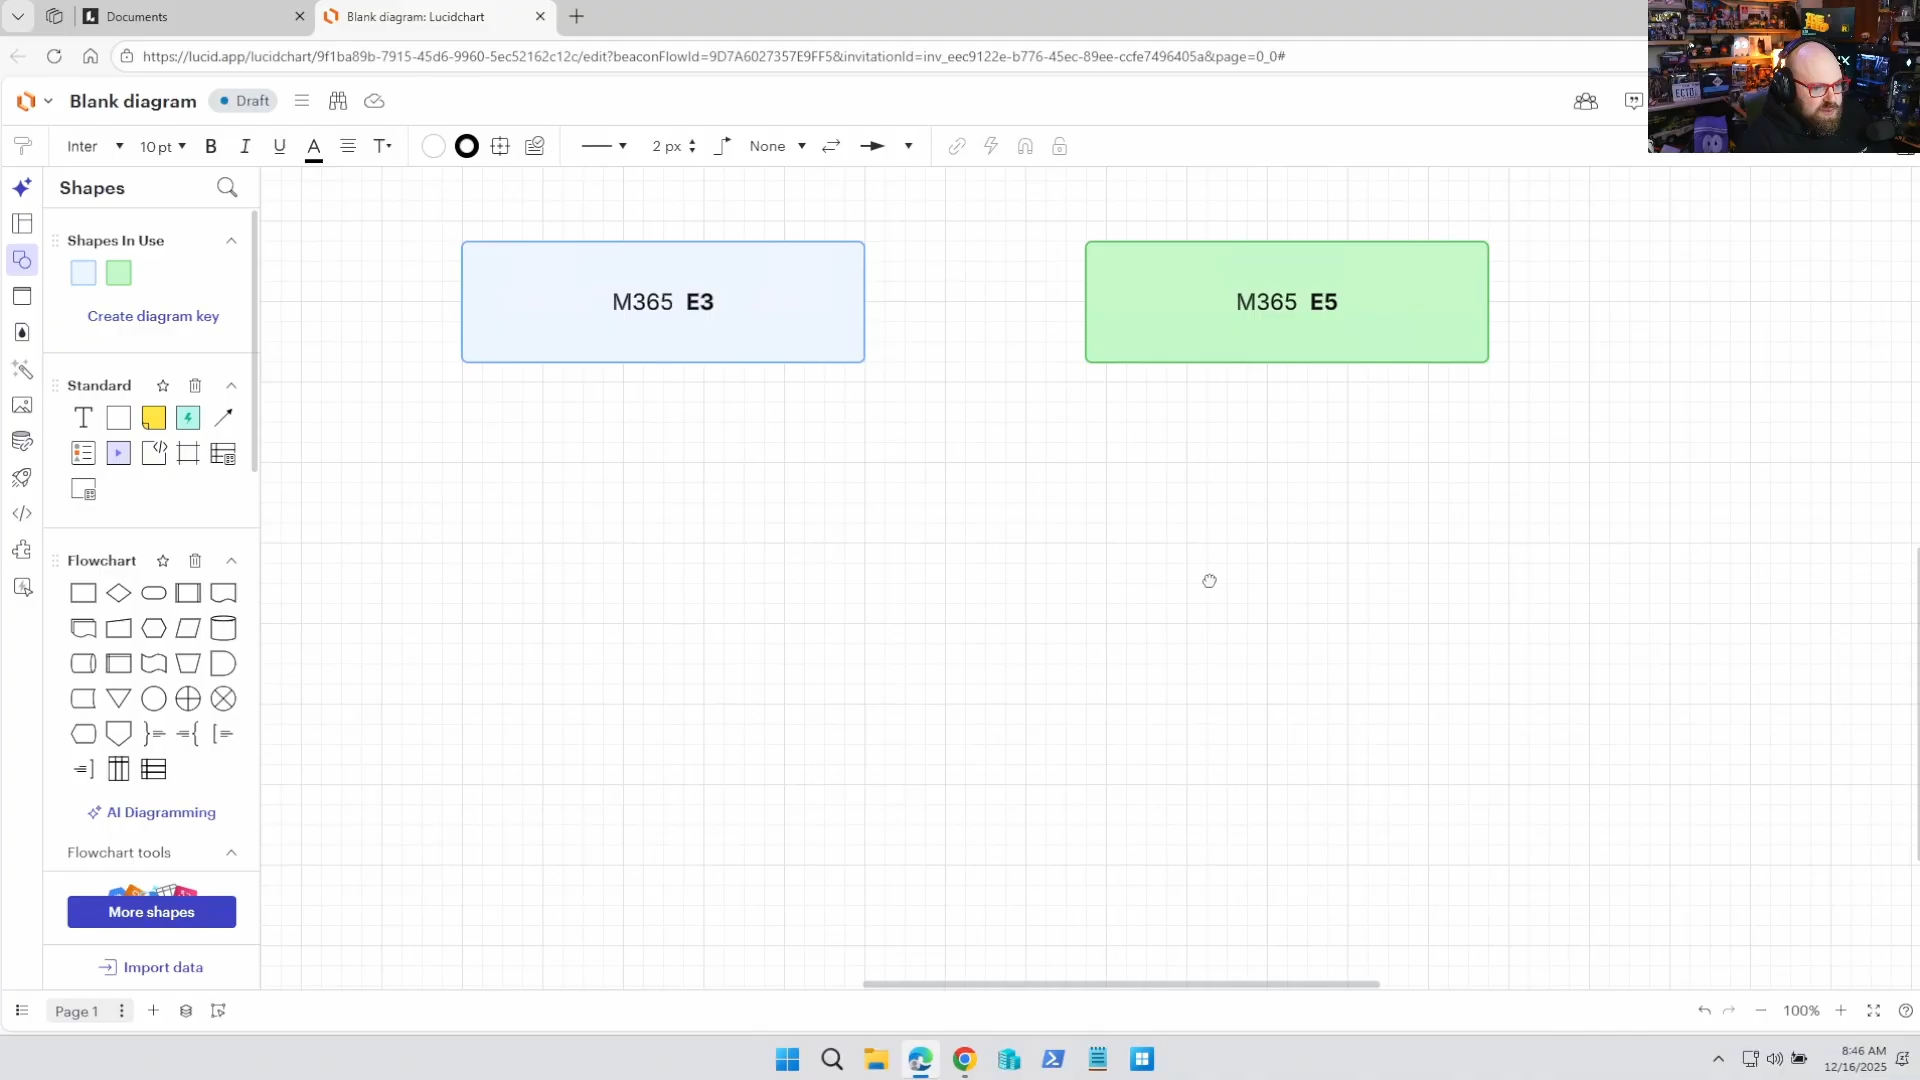 Documents
Blank diagram: Lucidchart
https://lucid.app/lucidchart/9f1ba89b-7915-45d6-9960-5ec52162c12c/edit?beaconFlowId=9D7A6027357E9FF5&invitationId=inv_eec9122e-b776-45ec-89ee-ccfe7496405a&page=0_0#
Blank diagram
Draft
Inter
10 pt
B I U A T
2 px
None
Shapes
Shapes In Use
Create diagram key
Standard
T
Flowchart
AI Diagramming
Flowchart tools
More shapes
Import data
M365 E3
M365 E5
Page 1
100%
8:46 AM
12/16/2025
ECTO